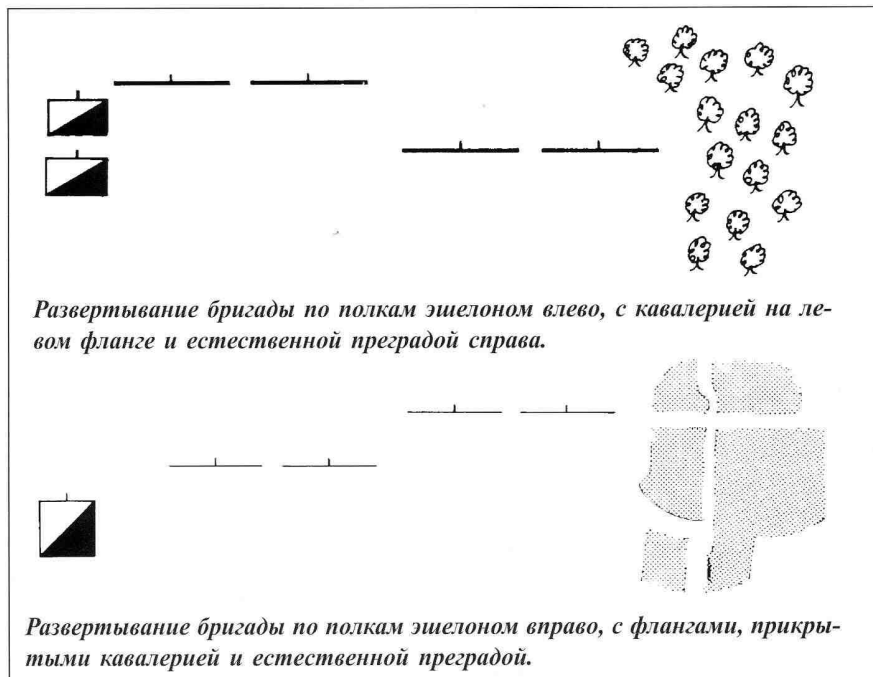 Развертывание бригады по полкам эшелоном влево, с кавалерией на ле-
вом фланге и естественной преградой справа.
Развертывание бригады по полкам эшелоном вправо, с флангами, прикры-
тыми кавалерией и естественной преградой.